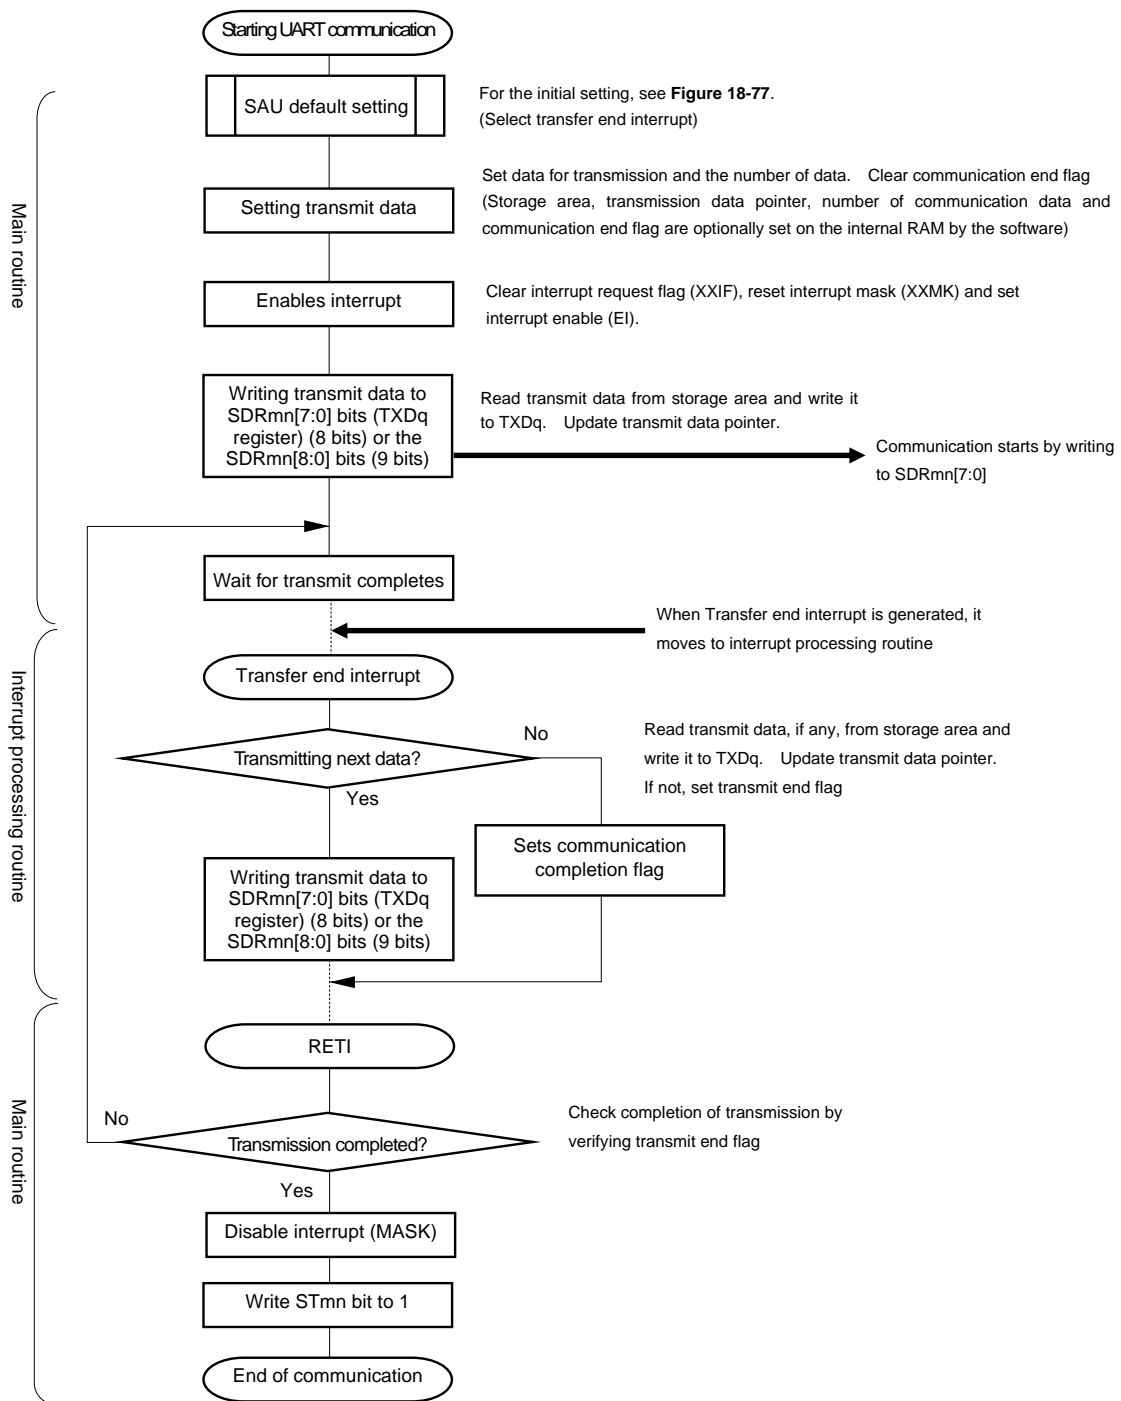 Starting UART communication
SAU default setting
For the initial setting, see Figure 18-77.
(Select transfer end interrupt)
Main routine
Setting transmit data
Set data for transmission and the number of data. Clear communication end flag
(Storage area, transmission data pointer, number of communication data and
communication end flag are optionally set on the internal RAM by the software)
Enables interrupt
Clear interrupt request flag (XXIF), reset interrupt mask (XXMK) and set
interrupt enable (EI).
Writing transmit data to
SDRmn[7:0] bits (TXDq
register) (8 bits) or the
SDRmn[8:0] bits (9 bits)
Read transmit data from storage area and write it
to TXDq. Update transmit data pointer.
Communication starts by writing
to SDRmn[7:0]
Wait for transmit completes
When Transfer end interrupt is generated, it
moves to interrupt processing routine
Interrupt processing routine
Transfer end interrupt
Transmitting next data?
No
Yes
Read transmit data, if any, from storage area and
write it to TXDq. Update transmit data pointer.
If not, set transmit end flag
Sets communication
completion flag
Writing transmit data to
SDRmn[7:0] bits (TXDq
register) (8 bits) or the
SDRmn[8:0] bits (9 bits)
RETI
Main routine
No
Transmission completed?
Check completion of transmission by
verifying transmit end flag
Yes
Disable interrupt (MASK)
Write STmn bit to 1
End of communication